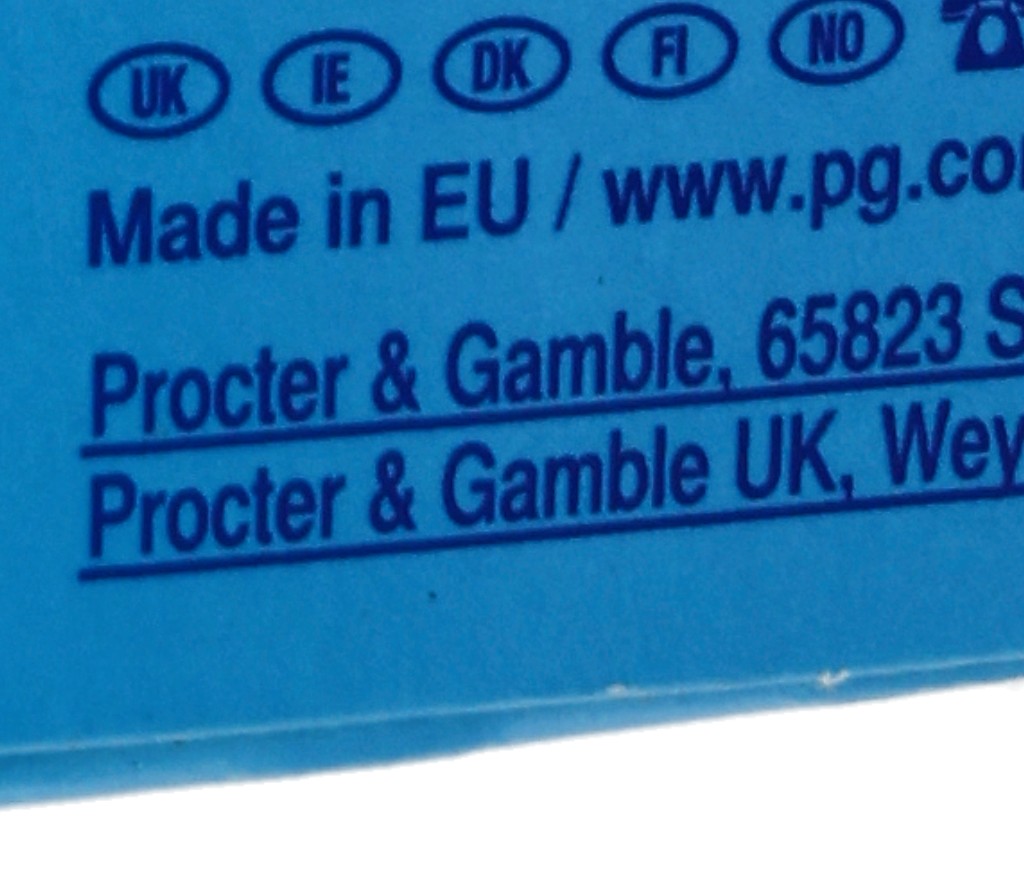 UK IE DK FI NO
Made in EU / www.pg.co
Procter & Gamble, 65823 S
Procter & Gamble UK, Wey